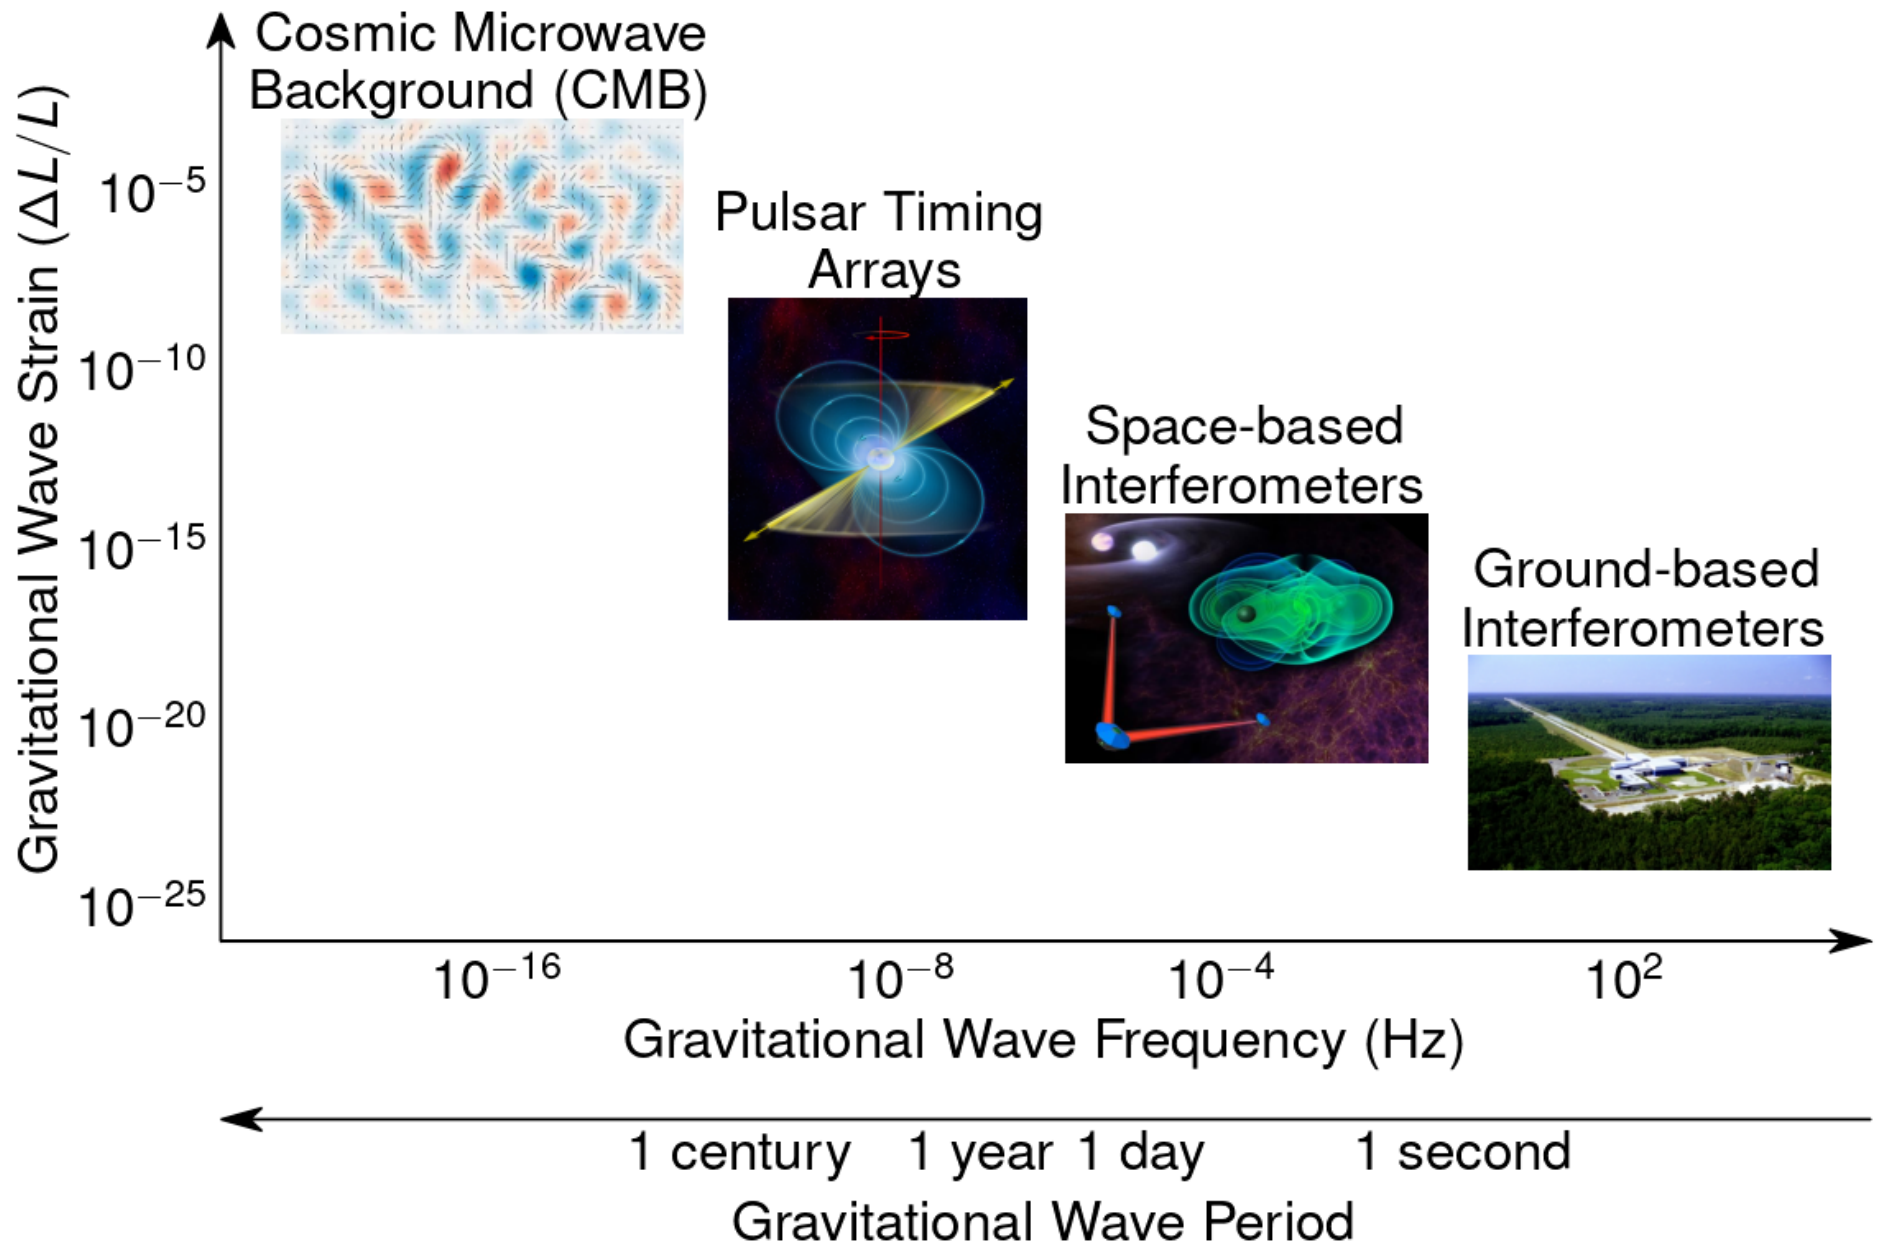 Cosmic Microwave
Background (CMB)
Pulsar Timing
Arrays
Space-based
Interferometers
Ground-based
Interferometers
Gravitational Wave Strain (ΔL/L)
10⁻⁵
10⁻¹⁰
10⁻¹⁵
10⁻²⁰
10⁻²⁵
10⁻¹⁶ 10⁻⁸ 10⁻⁴ 10²
Gravitational Wave Frequency (Hz)
1 century 1 year 1 day 1 second
Gravitational Wave Period